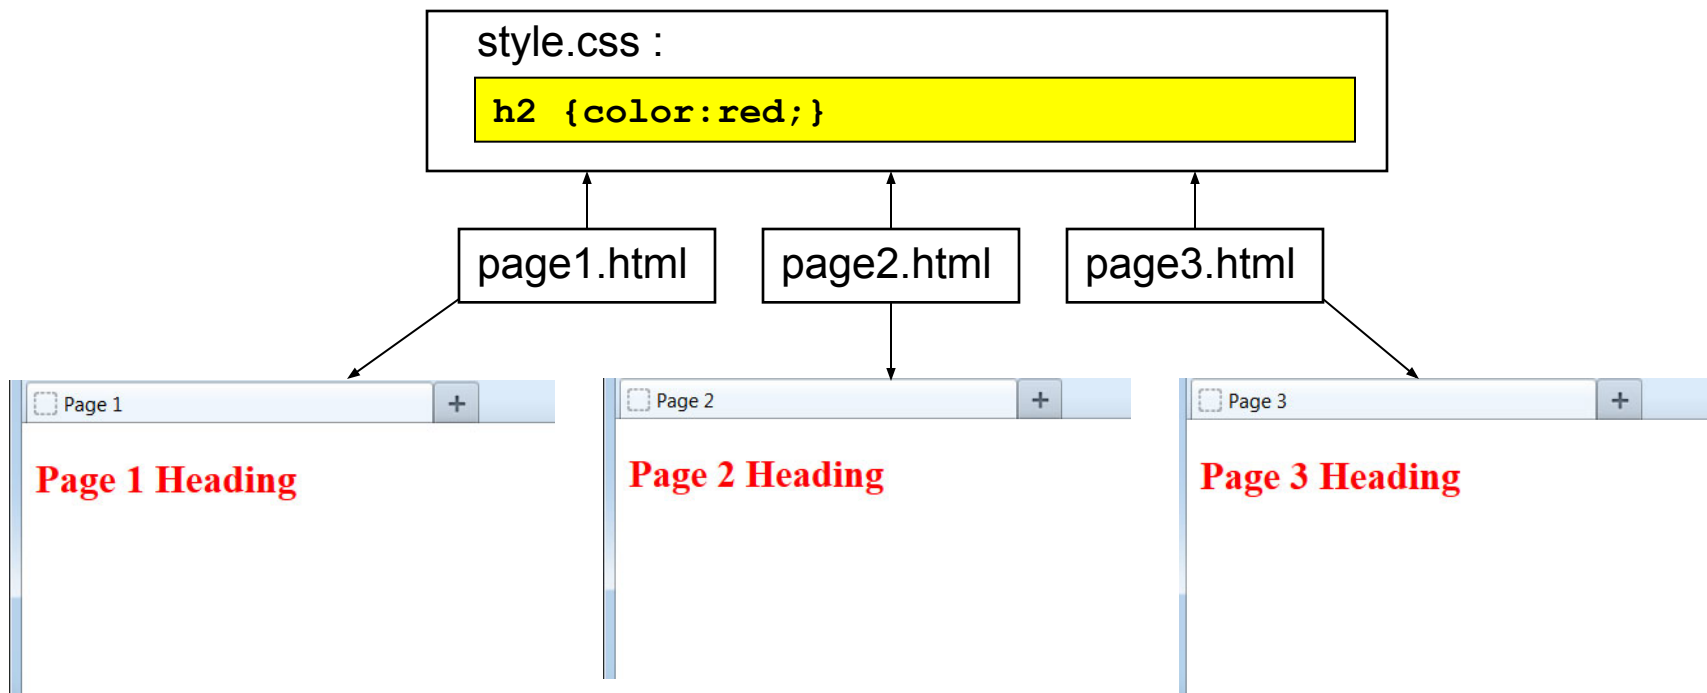 style.css :
h2 {color:red;}
page1.html
page2.html
page3.html
Page 1
+
Page 2
+
Page 3
+
Page 1 Heading
Page 2 Heading
Page 3 Heading